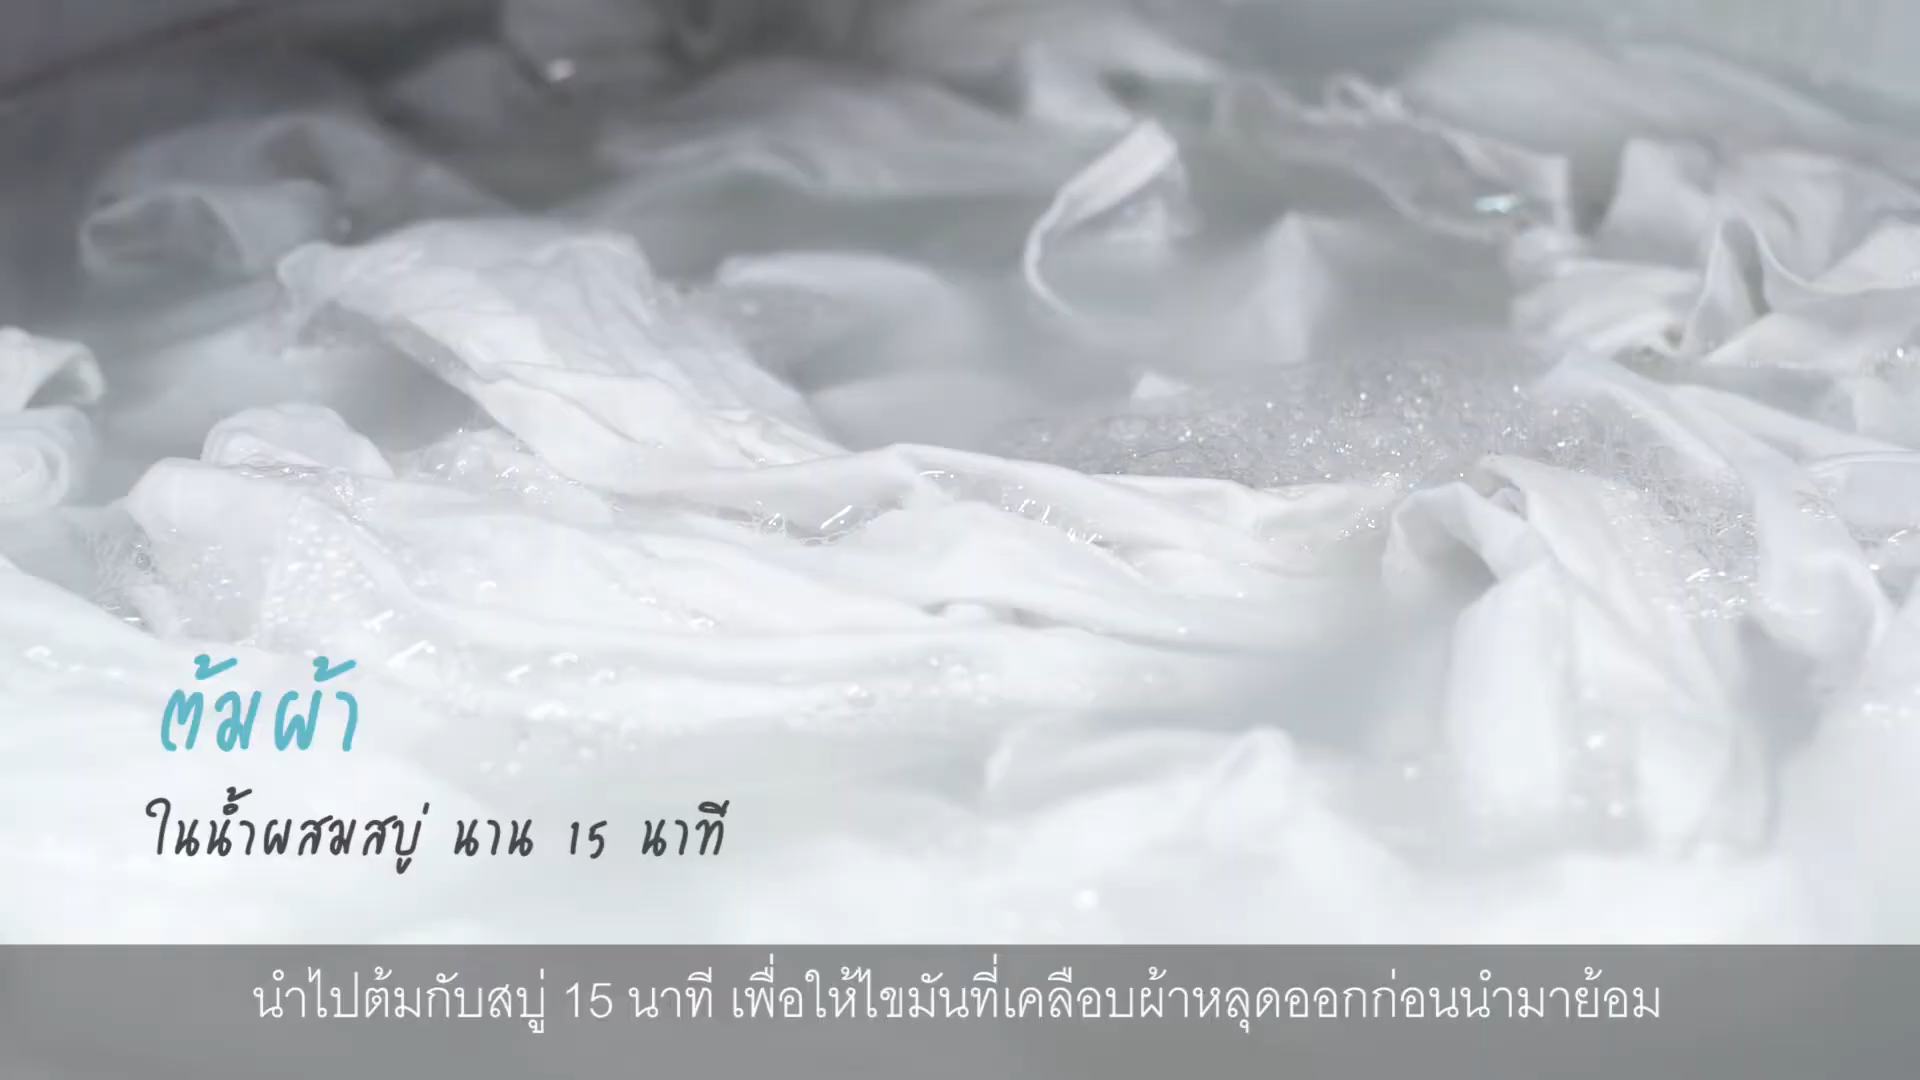 ต้มผ้า
ในน้ำผสมสบู่ นาน 15 นาที
นำไปต้มกับสบู่ 15 นาที เพื่อให้ไขมันที่เคลือบผ้าหลุดออกก่อนนำมาย้อม